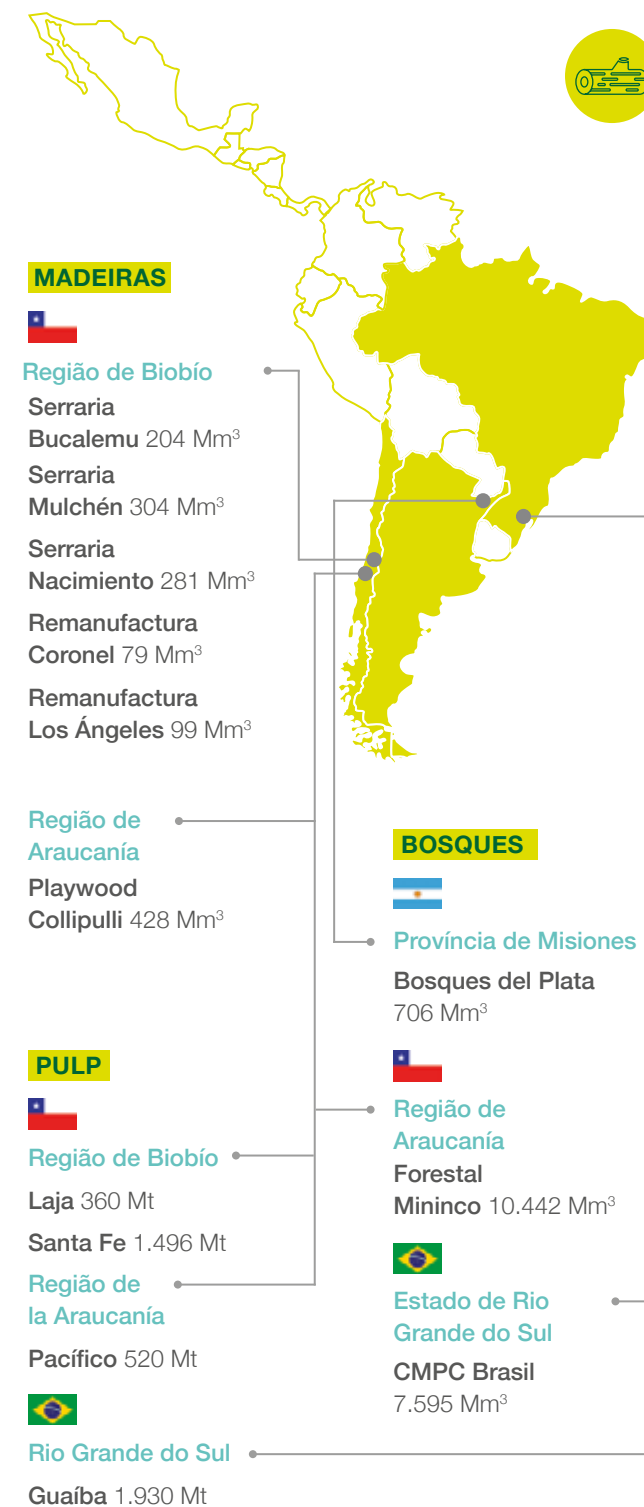 MADEIRAS
Região de Biobío
Serraria
Bucalemu 204 Mm³
Serraria
Mulchén 304 Mm³
Serraria
Nacimiento 281 Mm³
Remanufactura
Coronel 79 Mm³
Remanufactura
Los Ángeles 99 Mm³
Região de
Araucanía
Playwood
Collipulli 428 Mm³
PULP
Região de Biobío
Laja 360 Mt
Santa Fe 1.496 Mt
Região de
la Araucanía
Pacífico 520 Mt
Rio Grande do Sul
Guaíba 1.930 Mt
BOSQUES
Província de Misiones
Bosques del Plata
706 Mm³
Região de
Araucanía
Forestal
Mininco 10.442 Mm³
Estado de Rio
Grande do Sul
CMPC Brasil
7.595 Mm³